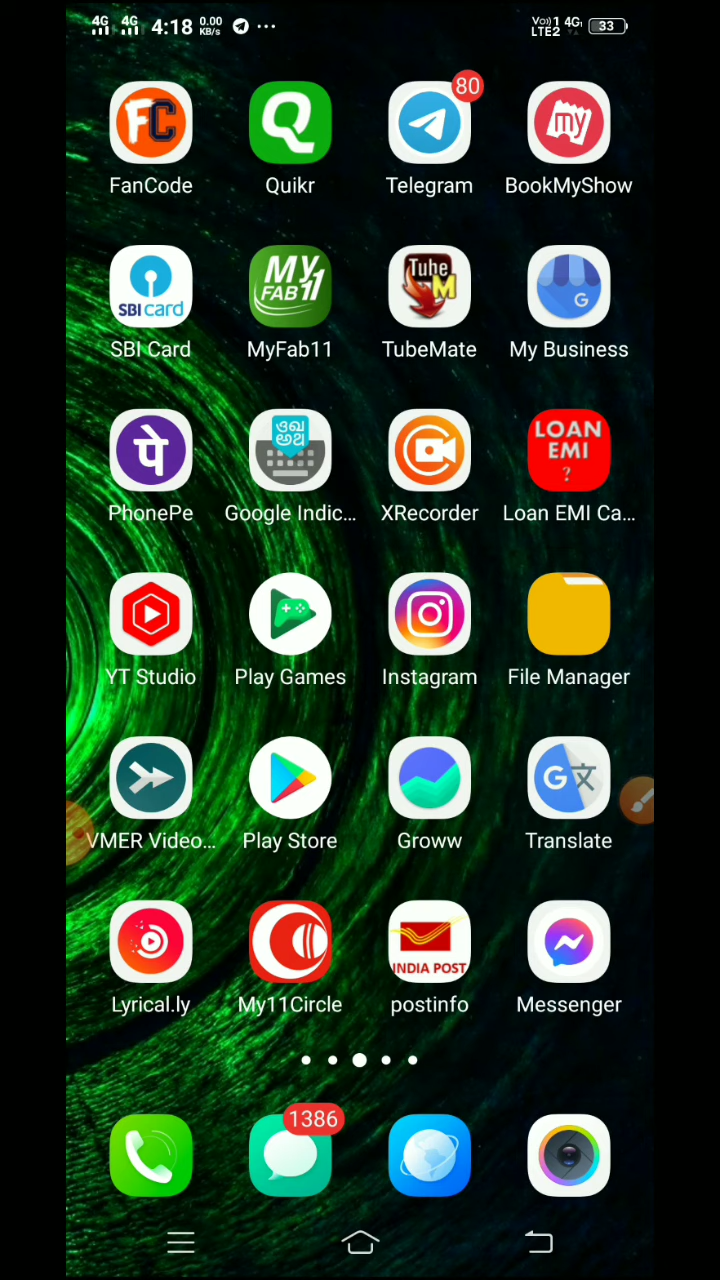 4G 4G 4:18 0.00 KB/s Vo)) 1 4G 33
LTE2
80
FC Q my
FanCode Quikr Telegram BookMyShow
SBI card MY FAB11 Tube M G
SBI Card MyFab11 TubeMate My Business
पे ଓଖ അഅ LOAN EMI ?
PhonePe Google Indic... XRecorder Loan EMI Ca...
YT Studio Play Games Instagram File Manager
G 文
VMER Video... Play Store Groww Translate
INDIA POST
Lyrical.ly My11Circle postinfo Messenger
1386